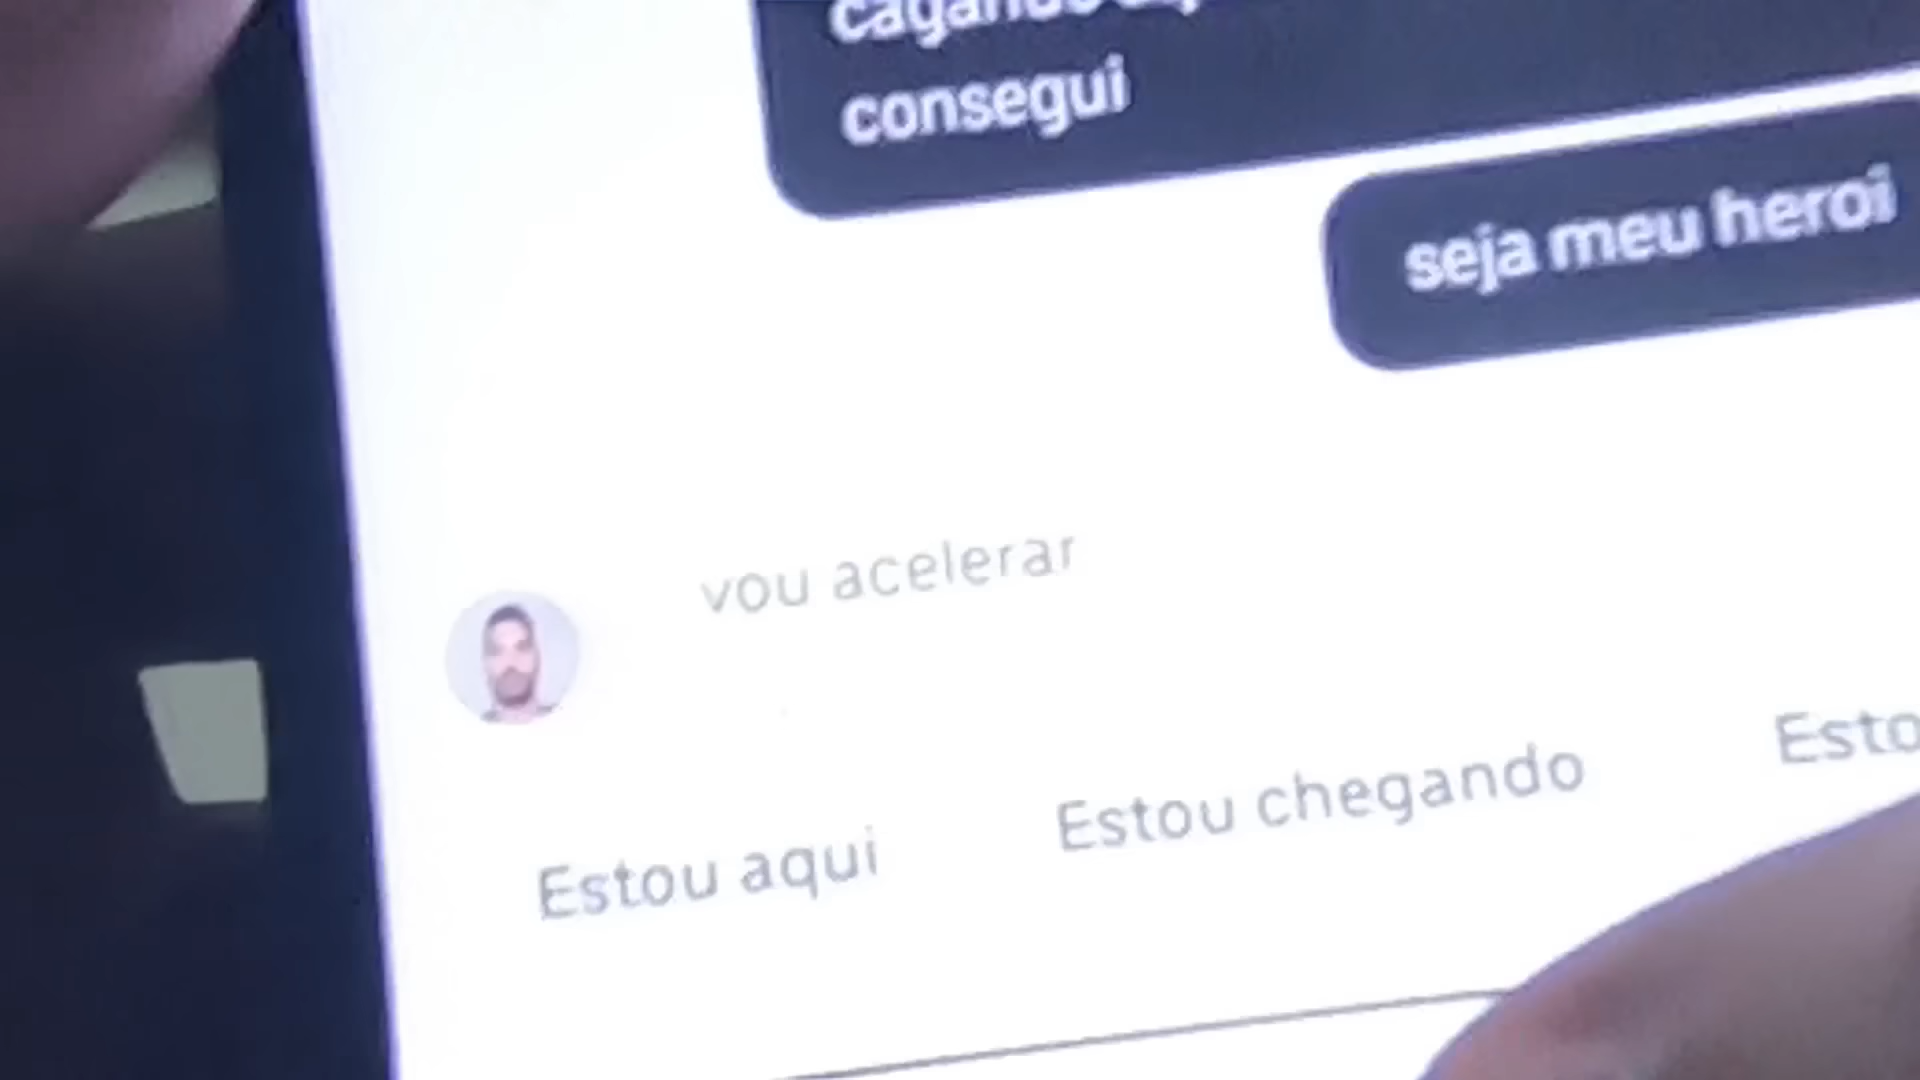 consegui
seja meu heroi
vou acelerar
Estou aqui
Estou chegando